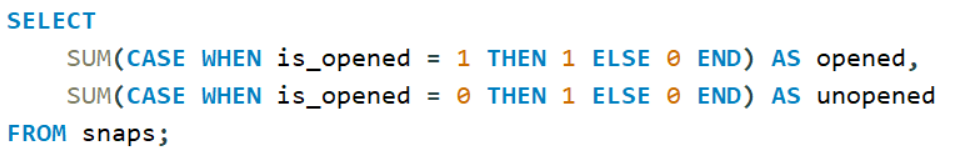 SELECT
    SUM(CASE WHEN is_opened = 1 THEN 1 ELSE 0 END) AS opened,
    SUM(CASE WHEN is_opened = 0 THEN 1 ELSE 0 END) AS unopened
FROM snaps;